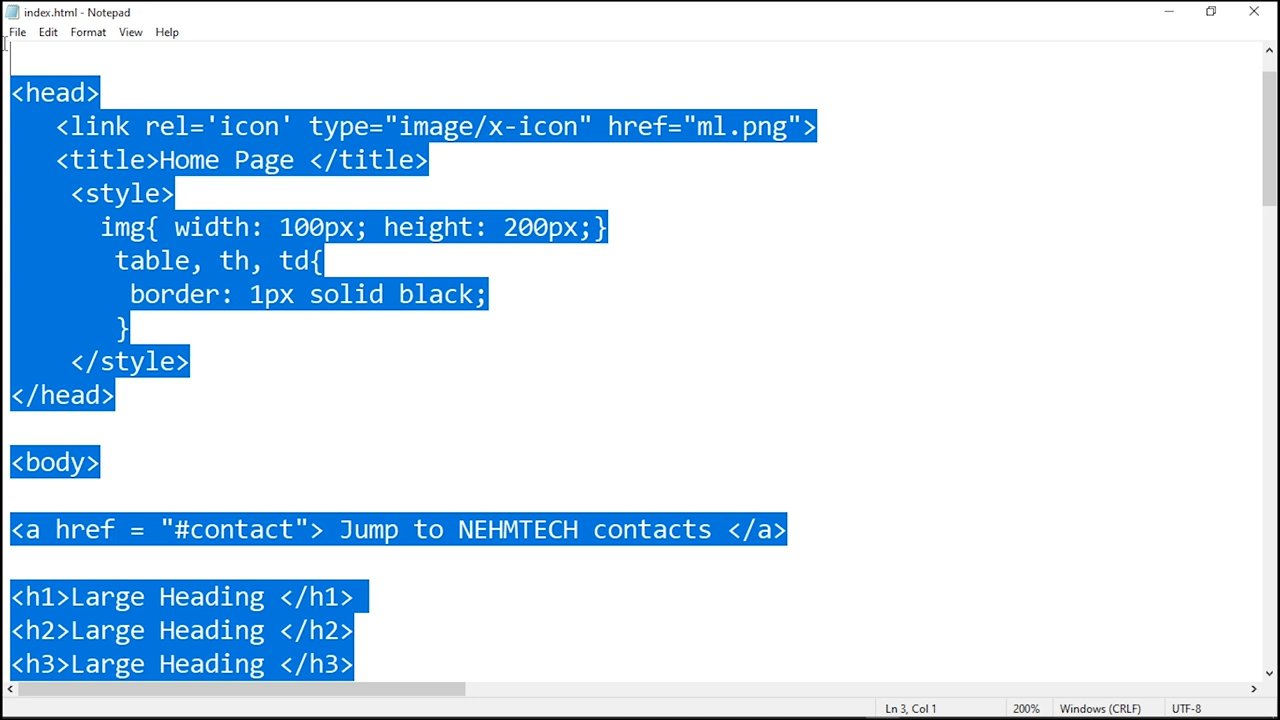 index.html - Notepad
File Edit Format View Help
<head>
<link rel='icon' type="image/x-icon" href="ml.png">
<title>Home Page </title>
<style>
img{ width: 100px; height: 200px;}
table, th, td{
border: 1px solid black;
}
</style>
</head>
<body>
<a href = "#contact"> Jump to NEHMTECH contacts </a>
<h1>Large Heading </h1>
<h2>Large Heading </h2>
<h3>Large Heading </h3>
Ln 3, Col 1 200% Windows (CRLF) UTF-8